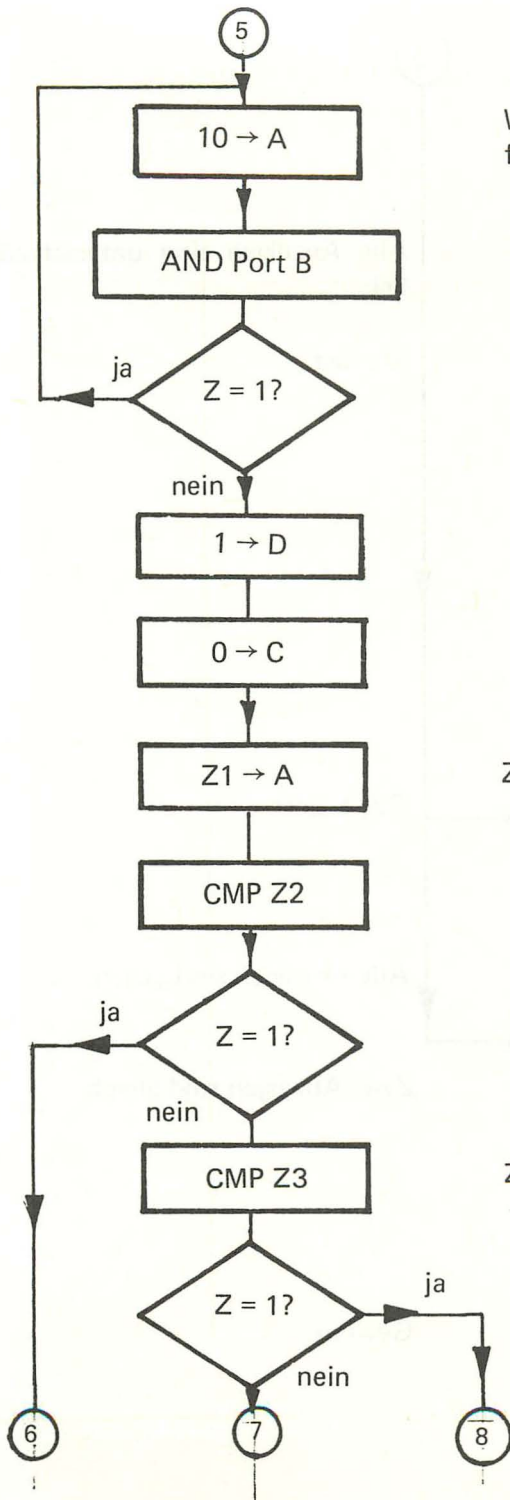 5
10 → A
AND Port B
ja
Z = 1?
nein
1 → D
0 → C
Z1 → A
CMP Z2
ja
Z = 1?
nein
CMP Z3
Z = 1?
ja
nein
6
7
8